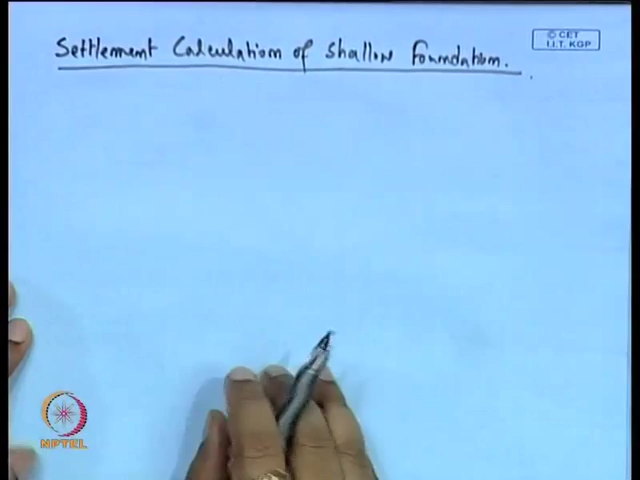 Settlement Calculation of Shallow Foundation.
© CET
I.I.T. KGP
NPTEL